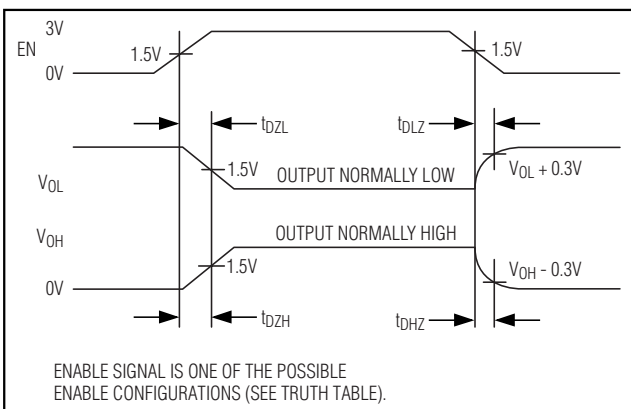 3V
EN
1.5V
1.5V
0V
tDZL
tDLZ
1.5V
OUTPUT NORMALLY LOW
VOL + 0.3V
VOL
VOH
OUTPUT NORMALLY HIGH
1.5V
VOH - 0.3V
0V
tDZH
tDHZ
ENABLE SIGNAL IS ONE OF THE POSSIBLE
ENABLE CONFIGURATIONS (SEE TRUTH TABLE).